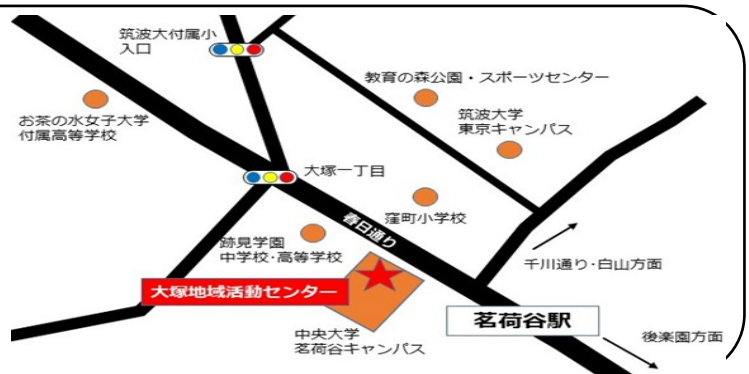 筑波大付属小
入口
教育の森公園・スポーツセンター
お茶の水女子大学
付属高等学校
筑波大学
東京キャンパス
大塚一丁目
窪町小学校
春日通り
跡見学園
中学校・高等学校
千川通り・白山方面
大塚地域活動センター
茗荷谷駅
中央大学
茗荷谷キャンパス
後楽園方面